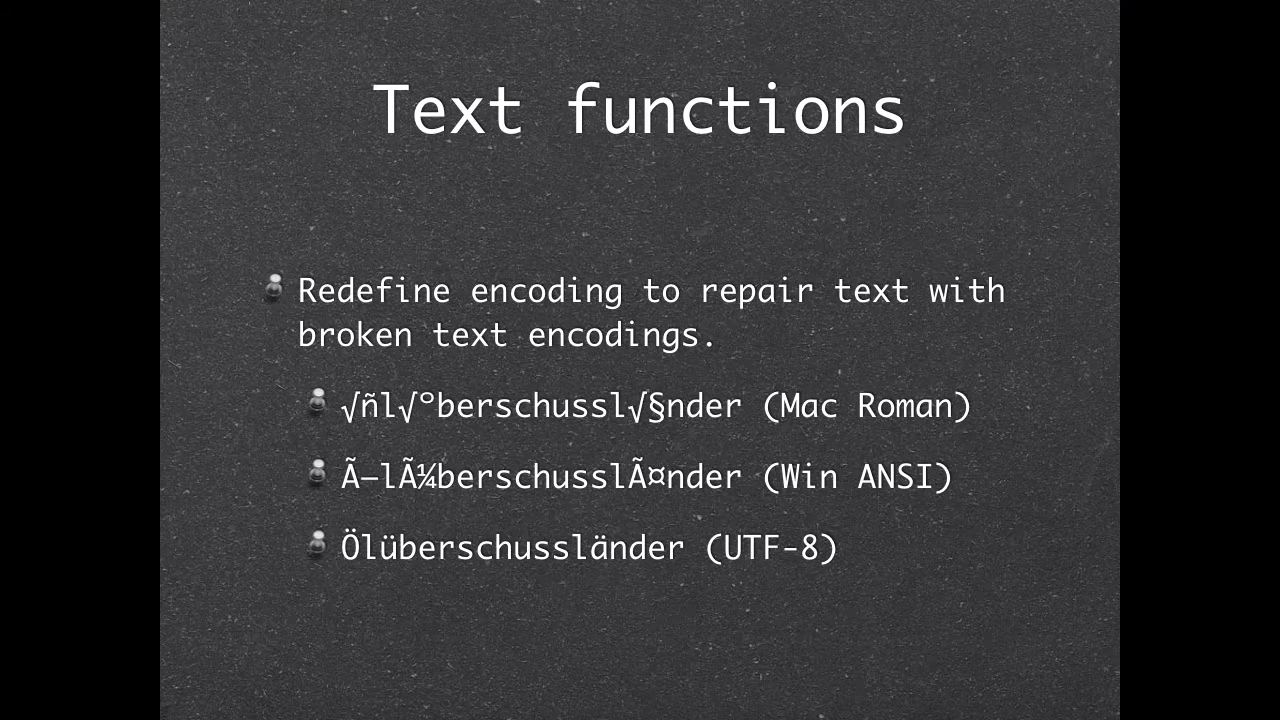 Text functions
Redefine encoding to repair text with
broken text encodings.
√ñl√ºberschussl√§nder (Mac Roman)
Ã–lÃ¼berschusslÃ¤nder (Win ANSI)
Ölüberschussländer (UTF-8)